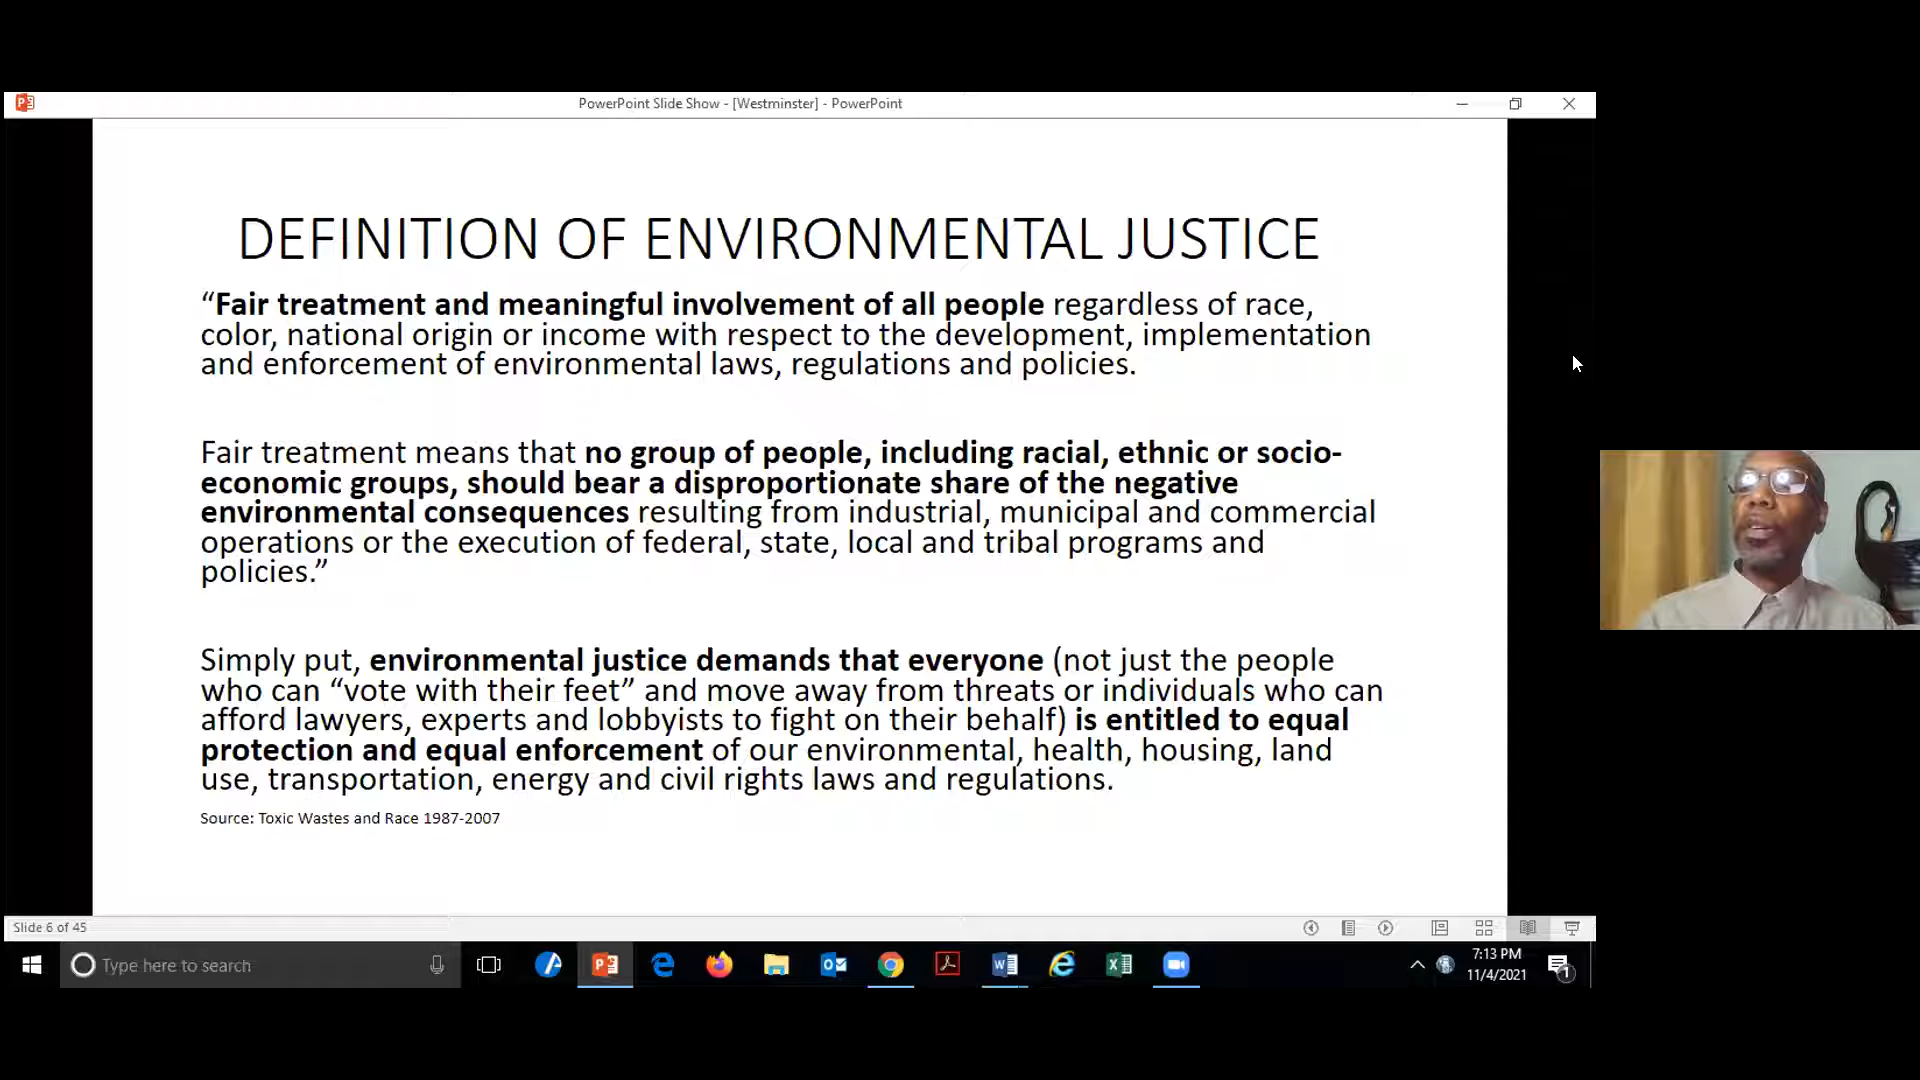 PowerPoint Slide Show - [Westminster] - PowerPoint
DEFINITION OF ENVIRONMENTAL JUSTICE
“Fair treatment and meaningful involvement of all people regardless of race,
color, national origin or income with respect to the development, implementation
and enforcement of environmental laws, regulations and policies.
Fair treatment means that no group of people, including racial, ethnic or socio-
economic groups, should bear a disproportionate share of the negative
environmental consequences resulting from industrial, municipal and commercial
operations or the execution of federal, state, local and tribal programs and
policies.”
Simply put, environmental justice demands that everyone (not just the people
who can “vote with their feet” and move away from threats or individuals who can
afford lawyers, experts and lobbyists to fight on their behalf) is entitled to equal
protection and equal enforcement of our environmental, health, housing, land
use, transportation, energy and civil rights laws and regulations.
Source: Toxic Wastes and Race 1987-2007
Slide 6 of 45
Type here to search
7:13 PM
11/4/2021
1